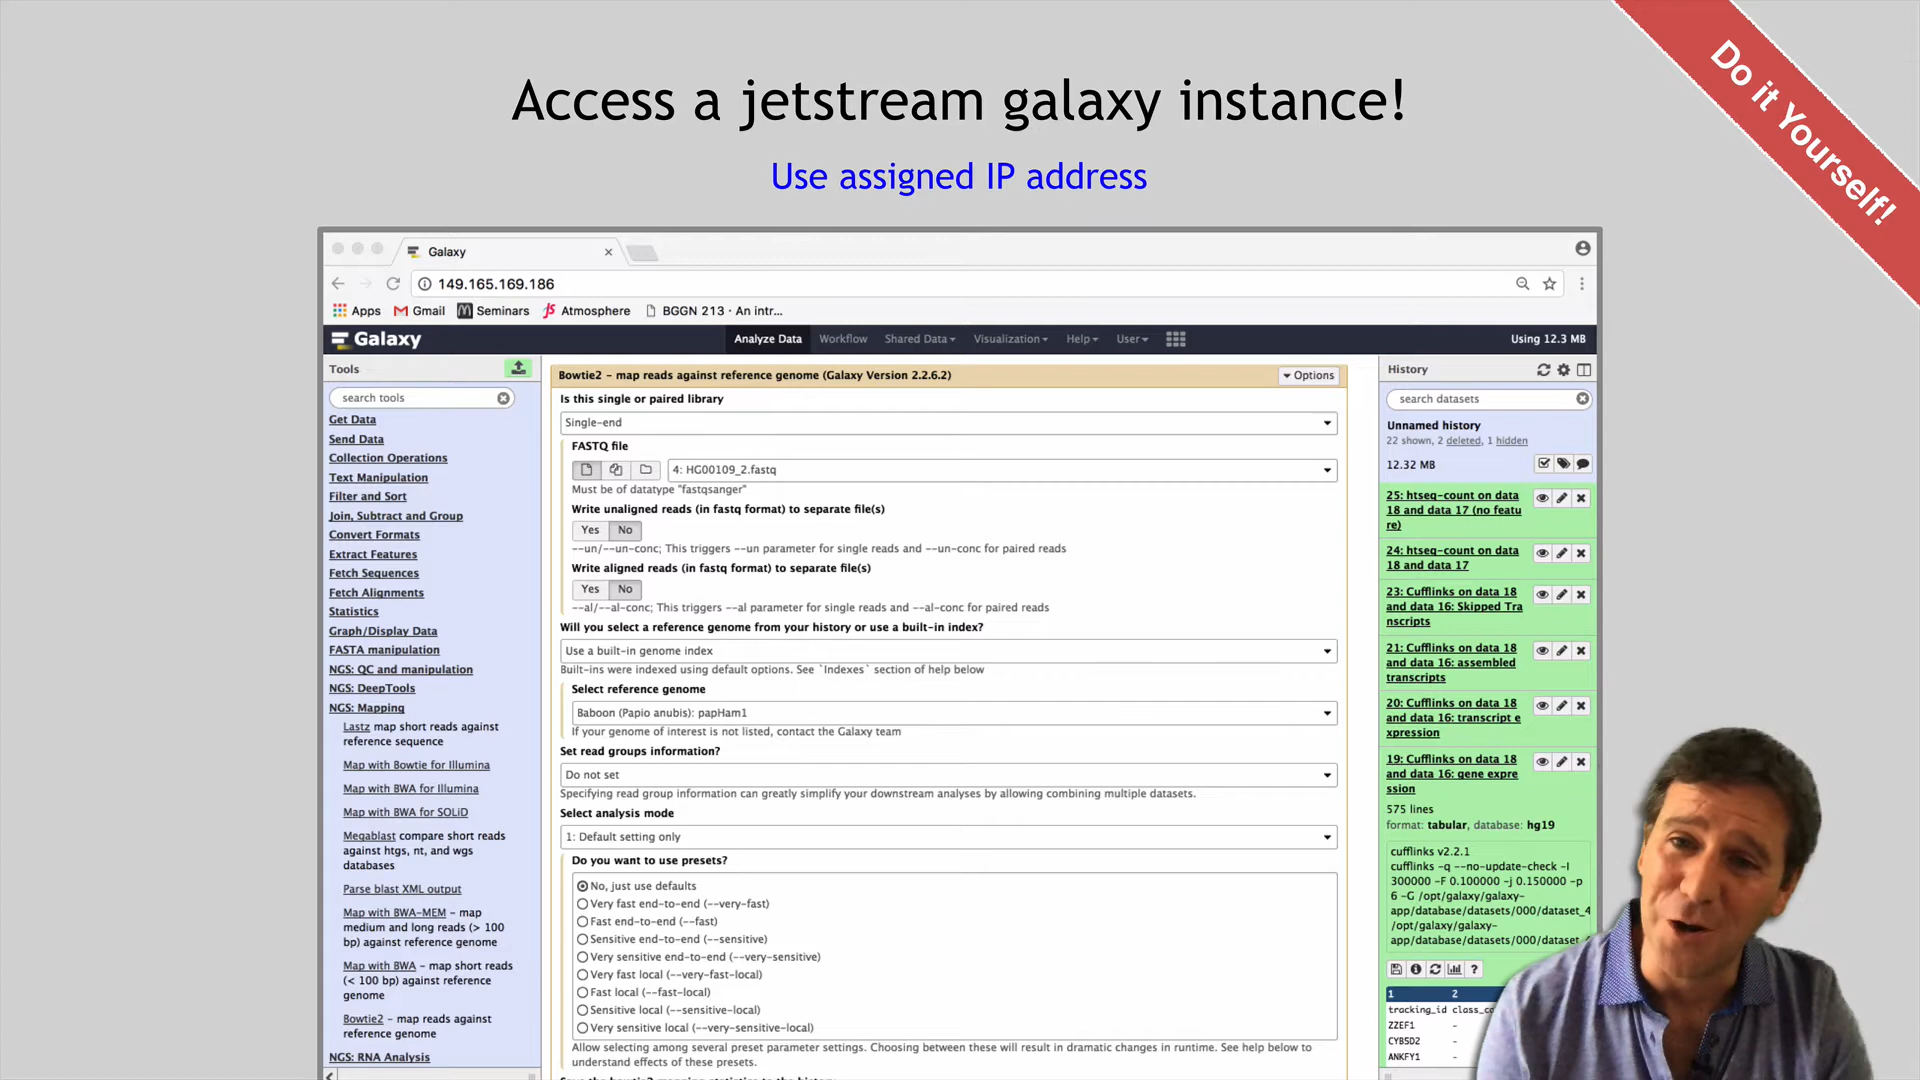 Access a jetstream galaxy instance!
Do it Yourself!
Use assigned IP address
Galaxy
149.165.169.186
Apps
Gmail
Seminars
Atmosphere
BGGN 213 · An intr...
Galaxy
Analyze Data
Workflow
Shared Data
Visualization
Help
User
Using 12.3 MB
Tools
search tools
Get Data
Send Data
Collection Operations
Text Manipulation
Filter and Sort
Join, Subtract and Group
Convert Formats
Extract Features
Fetch Sequences
Fetch Alignments
Statistics
Graph/Display Data
FASTA manipulation
NGS: QC and manipulation
NGS: DeepTools
NGS: Mapping
Lastz map short reads against
reference sequence
Map with Bowtie for Illumina
Map with BWA for Illumina
Map with BWA for SOLiD
Megablast compare short reads
against htgs, nt, and wgs
databases
Parse blast XML output
Map with BWA-MEM - map
medium and long reads (> 100
bp) against reference genome
Map with BWA - map short reads
(< 100 bp) against reference
genome
Bowtie2 - map reads against
reference genome
NGS: RNA Analysis
Bowtie2 - map reads against reference genome (Galaxy Version 2.2.6.2)
Options
Is this single or paired library
Single-end
FASTQ file
4: HG00109_2.fastq
Must be of datatype "fastqsanger"
Write unaligned reads (in fastq format) to separate file(s)
Yes No
--un/--un-conc; This triggers --un parameter for single reads and --un-conc for paired reads
Write aligned reads (in fastq format) to separate file(s)
Yes No
--al/--al-conc; This triggers --al parameter for single reads and --al-conc for paired reads
Will you select a reference genome from your history or use a built-in index?
Use a built-in genome index
Built-ins were indexed using default options. See `Indexes` section of help below
Select reference genome
Baboon (Papio anubis): papHam1
If your genome of interest is not listed, contact the Galaxy team
Set read groups information?
Do not set
Specifying read group information can greatly simplify your downstream analyses by allowing combining multiple datasets.
Select analysis mode
1: Default setting only
Do you want to use presets?
No, just use defaults
Very fast end-to-end (--very-fast)
Fast end-to-end (--fast)
Sensitive end-to-end (--sensitive)
Very sensitive end-to-end (--very-sensitive)
Very fast local (--very-fast-local)
Fast local (--fast-local)
Sensitive local (--sensitive-local)
Very sensitive local (--very-sensitive-local)
Allow selecting among several preset parameter settings. Choosing between these will result in dramatic changes in runtime. See help below to
understand effects of these presets.
History
search datasets
Unnamed history
22 shown, 2 deleted, 1 hidden
12.32 MB
25: htseq-count on data
18 and data 17 (no featu
re)
24: htseq-count on data
18 and data 17
23: Cufflinks on data 18
and data 16: Skipped Tra
nscripts
21: Cufflinks on data 18
and data 16: assembled
transcripts
20: Cufflinks on data 18
and data 16: transcript e
xpression
19: Cufflinks on data 18
and data 16: gene expre
ssion
575 lines
format: tabular, database: hg19
cufflinks v2.2.1
cufflinks -q --no-update-check -I
300000 -F 0.100000 -j 0.150000 -p
6 -G /opt/galaxy/galaxy-
app/database/datasets/000/dataset_4
/opt/galaxy/galaxy-
app/database/datasets/000/dataset_
1 2
tracking_id class_co
ZZEF1 -
CYB5D2 -
ANKFY1 -